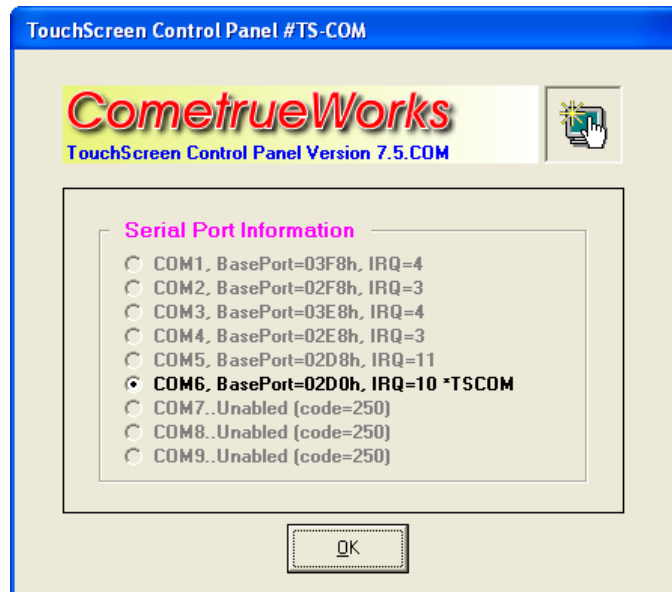 TouchScreen Control Panel #TS-COM
CometrueWorks
TouchScreen Control Panel Version 7.5.COM
Serial Port Information
COM1, BasePort=03F8h, IRQ=4
COM2, BasePort=02F8h, IRQ=3
COM3, BasePort=03E8h, IRQ=4
COM4, BasePort=02E8h, IRQ=3
COM5, BasePort=02D8h, IRQ=11
COM6, BasePort=02D0h, IRQ=10 *TSCOM
COM7..Unabled (code=250)
COM8..Unabled (code=250)
COM9..Unabled (code=250)
OK